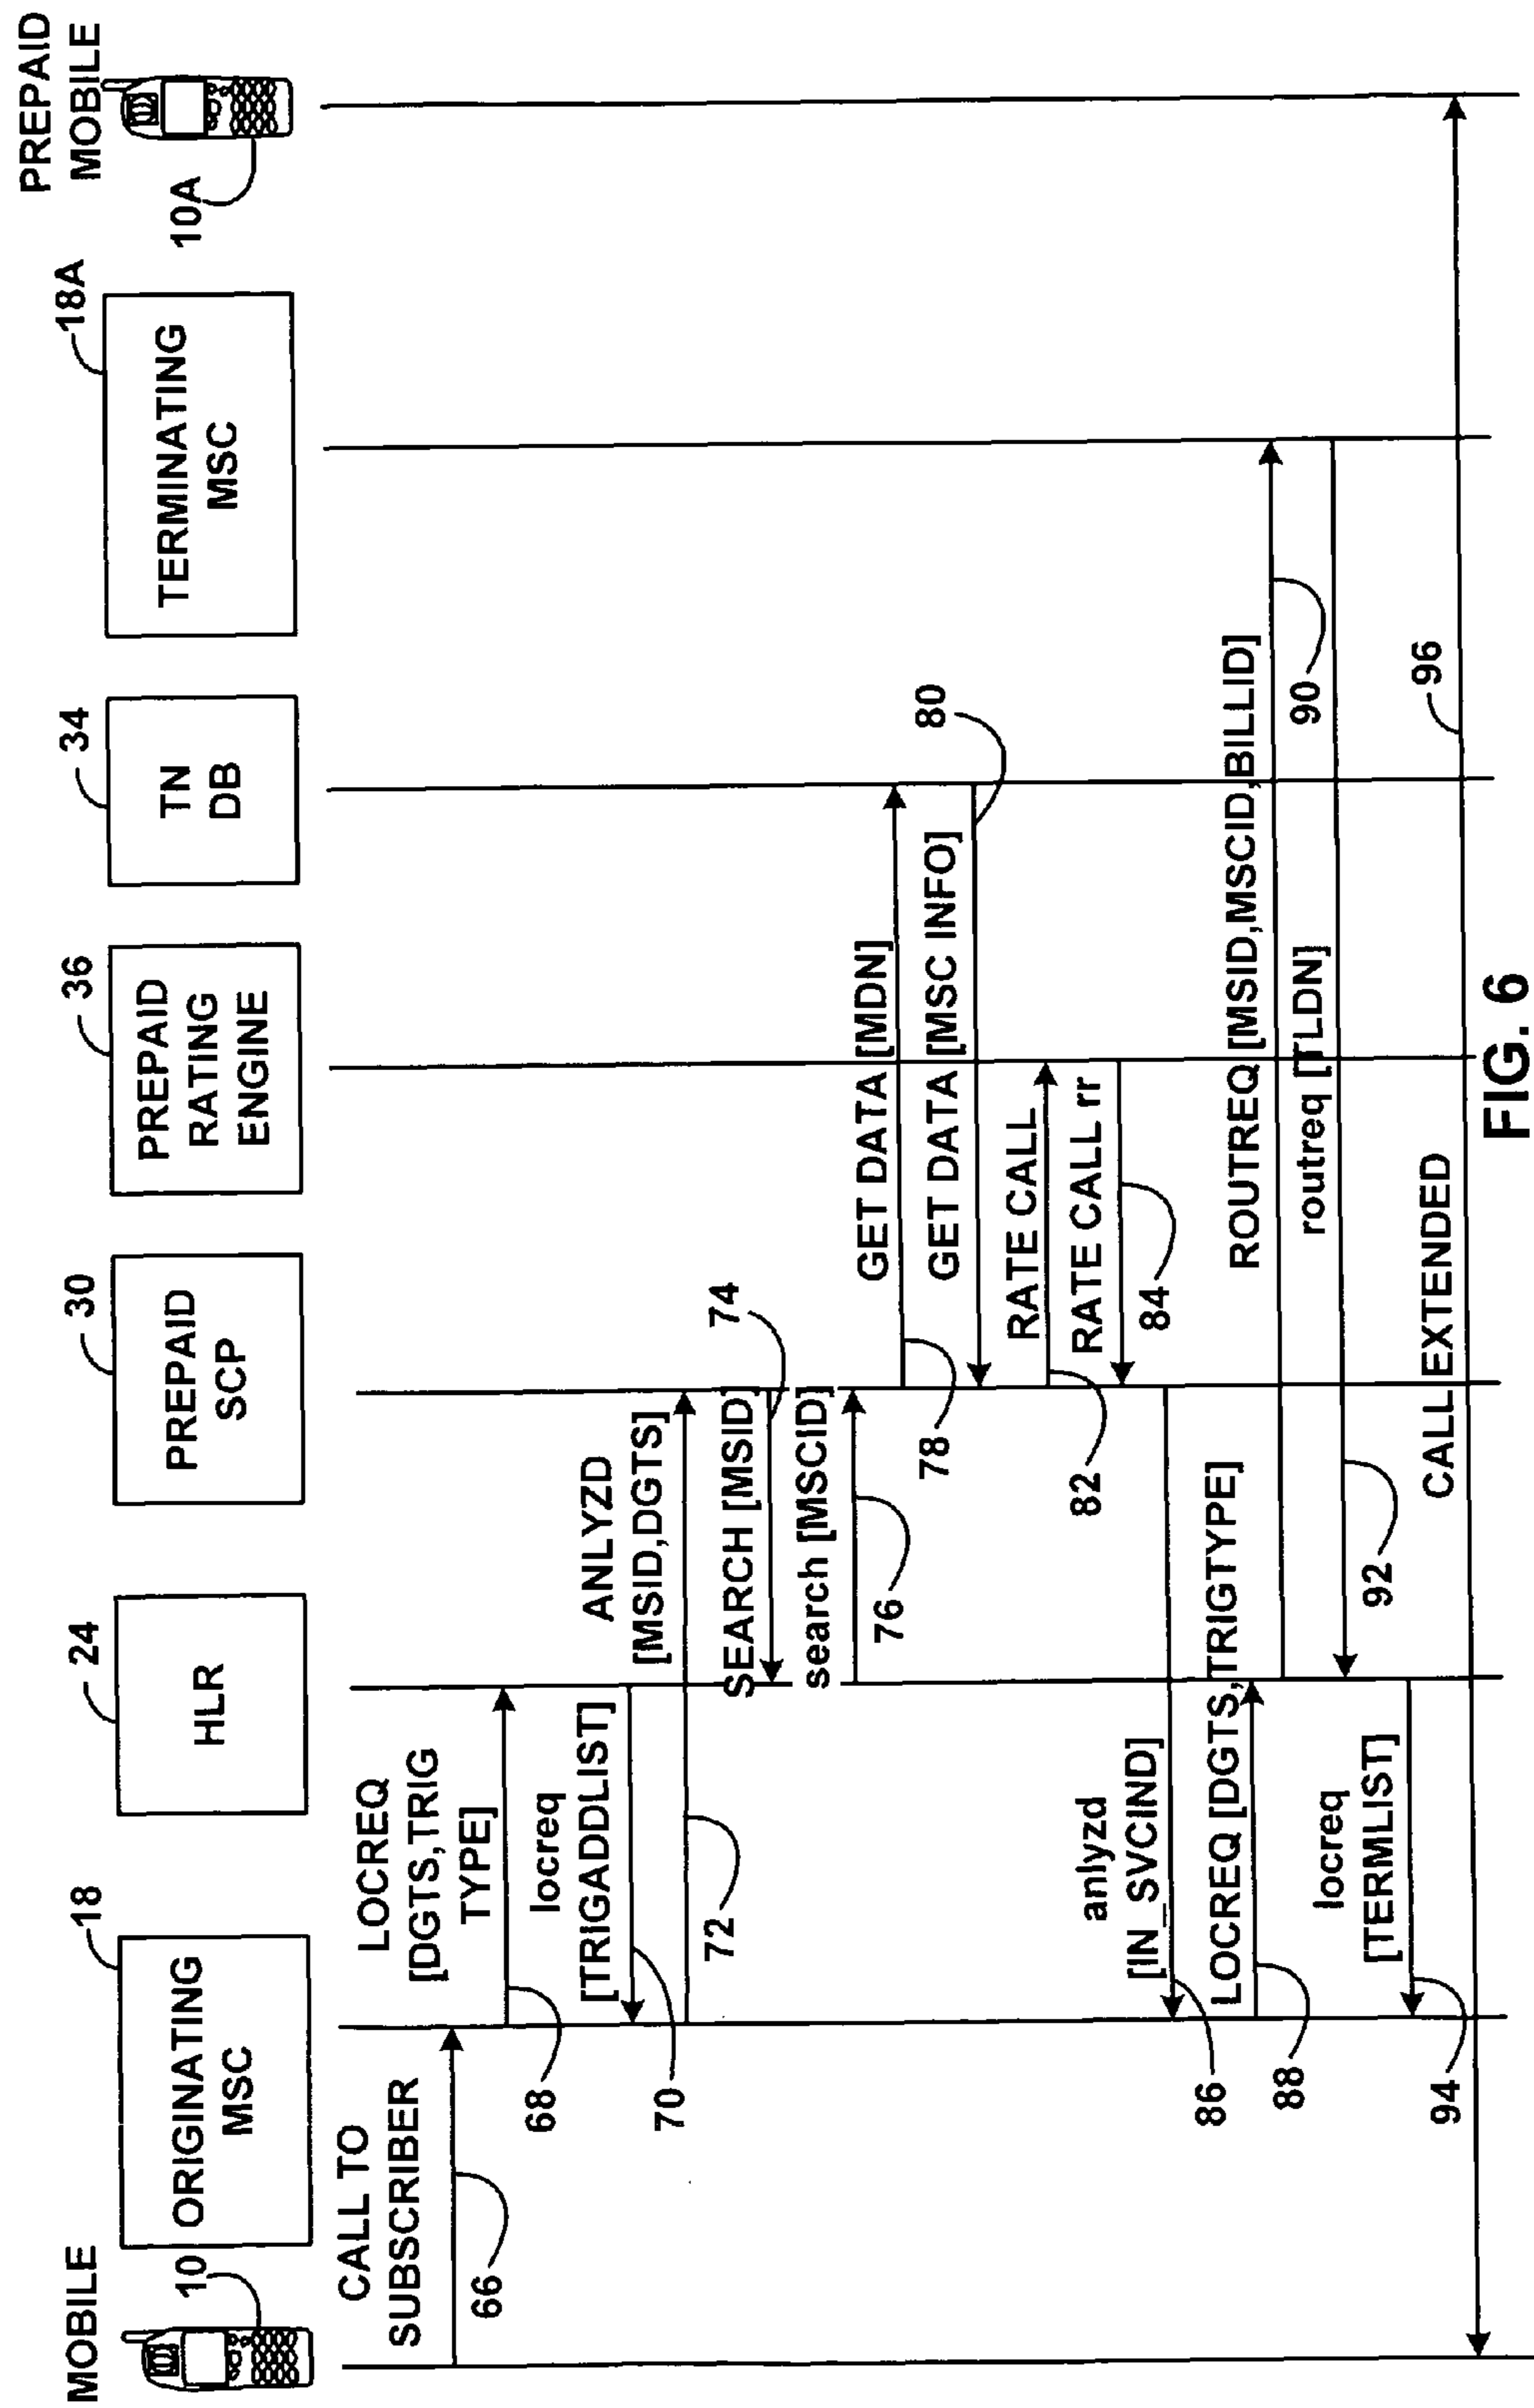 MOBILE
10
ORIGINATING
MSC
18
HLR
24
PREPAID
SCP
30
PREPAID
RATING
ENGINE
36
TN
DB
34
TERMINATING
MSC
18A
PREPAID
MOBILE
10A
CALL TO
SUBSCRIBER
66
LOCREQ
[DGTS,TRIG
TYPE]
68
locreq
[TRIGADDLIST]
70
ANLYZD
[MSID,DGTS]
72
SEARCH [MSID]
74
search [MSCID]
76
GET DATA [MDN]
78
GET DATA [MSC INFO]
80
RATE CALL
82
RATE CALL rr
84
anlyzd
[IN_SVCIND]
86
LOCREQ [DGTS,TRIGTYPE]
88
ROUTREQ [MSID,MSCID,BILLID]
90
routreq [TLDN]
92
locreq
[TERMLIST]
94
CALL EXTENDED
96
FIG. 6